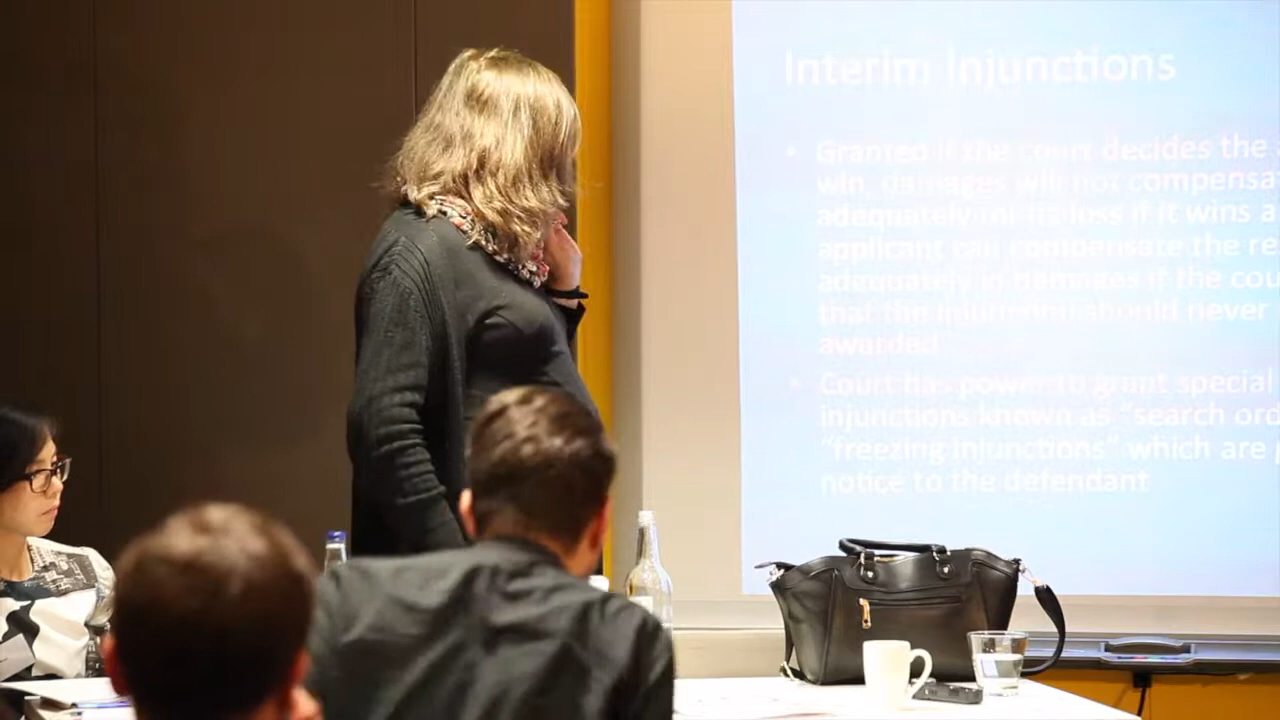 Interim Injunctions
• Granted if the court decides the
win, damages will not compensa
adequately for its loss if it wins a
applicant can compensate the re
adequately in damages if the cou
that the injunction should never
awarded
• Court has power to grant special
injunctions known as “search ord
“freezing injunctions” which are
notice to the defendant